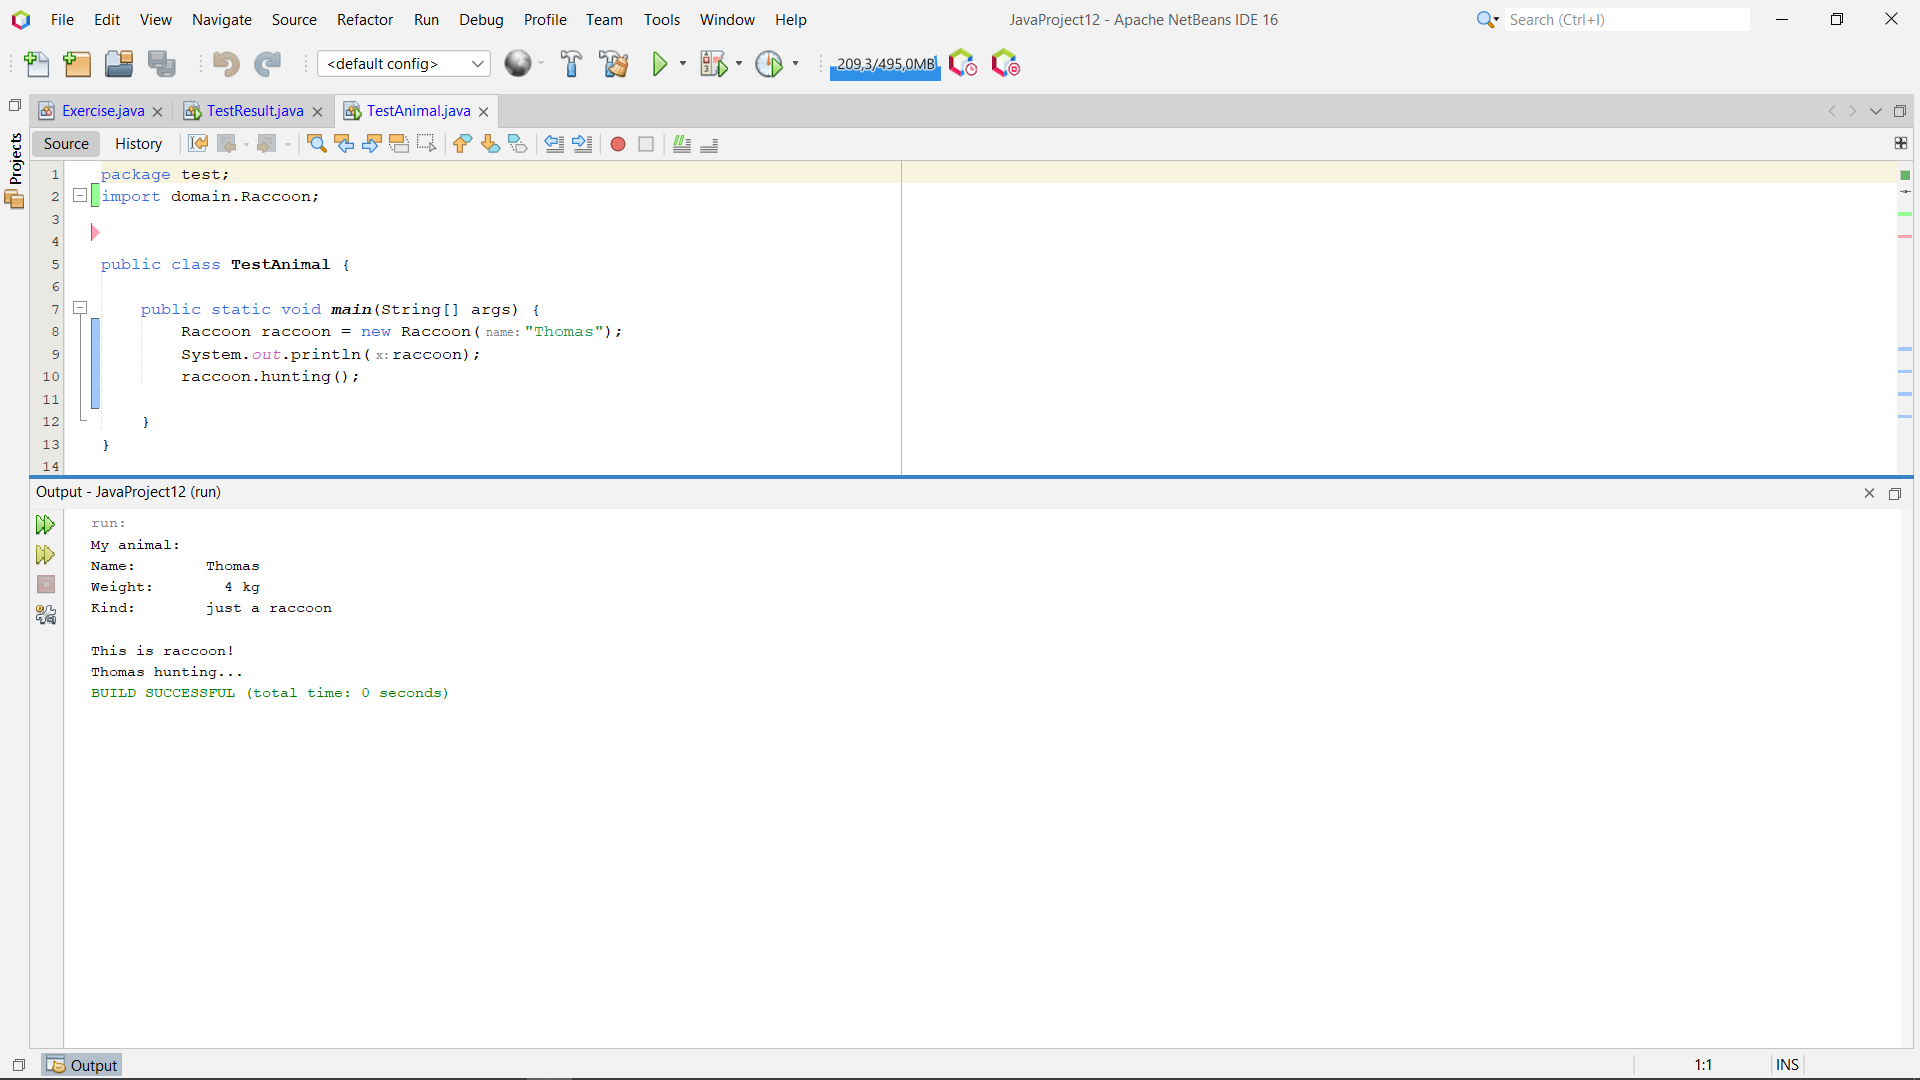 File Edit View Navigate Source Refactor Run Debug Profile Team Tools Window Help JavaProject12 - Apache NetBeans IDE 16 Search (Ctrl+I)
<default config> 209,3/495,0MB
Exercise.java TestResult.java TestAnimal.java
Source History
Projects
1 package test;
2 import domain.Raccoon;
3
4
5 public class TestAnimal {
6
7 public static void main(String[] args) {
8 Raccoon raccoon = new Raccoon( name: "Thomas");
9 System.out.println( x: raccoon);
10 raccoon.hunting();
11
12 }
13 }
14
Output - JavaProject12 (run)
run:
My animal:
Name: Thomas
Weight: 4 kg
Kind: just a raccoon
This is raccoon!
Thomas hunting...
BUILD SUCCESSFUL (total time: 0 seconds)
Output 1:1 INS